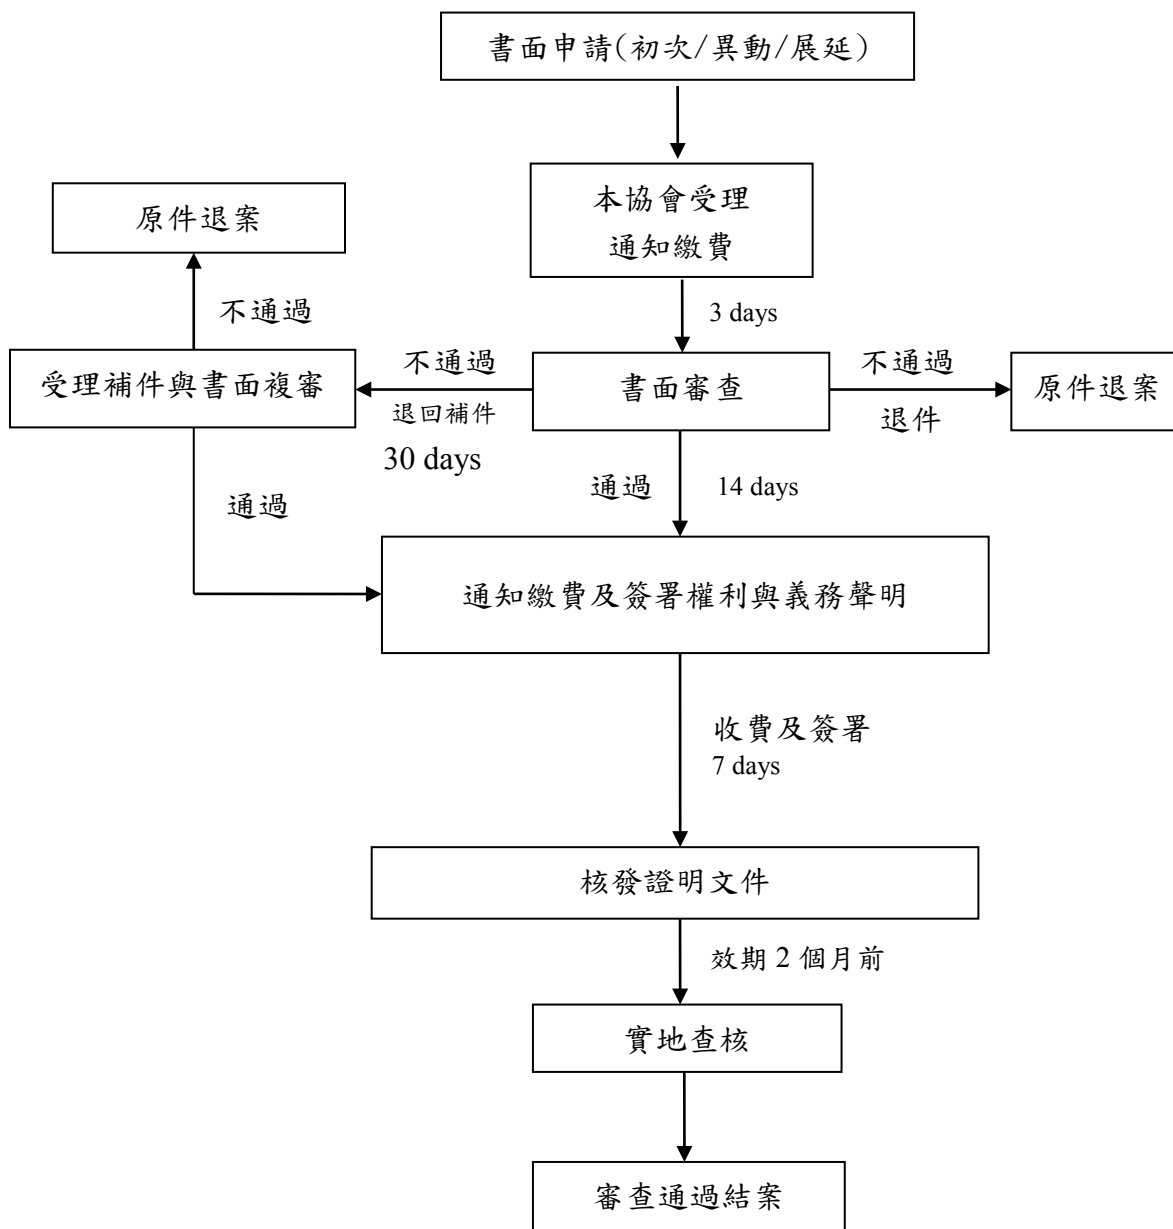 書面申請(初次/異動/展延)
本協會受理
通知繳費
原件退案
不通過
3 days
受理補件與書面複審
不通過
退回補件
30 days
書面審查
不通過
退件
原件退案
通過
通過
14 days
通知繳費及簽署權利與義務聲明
收費及簽署
7 days
核發證明文件
效期 2 個月前
實地查核
審查通過結案